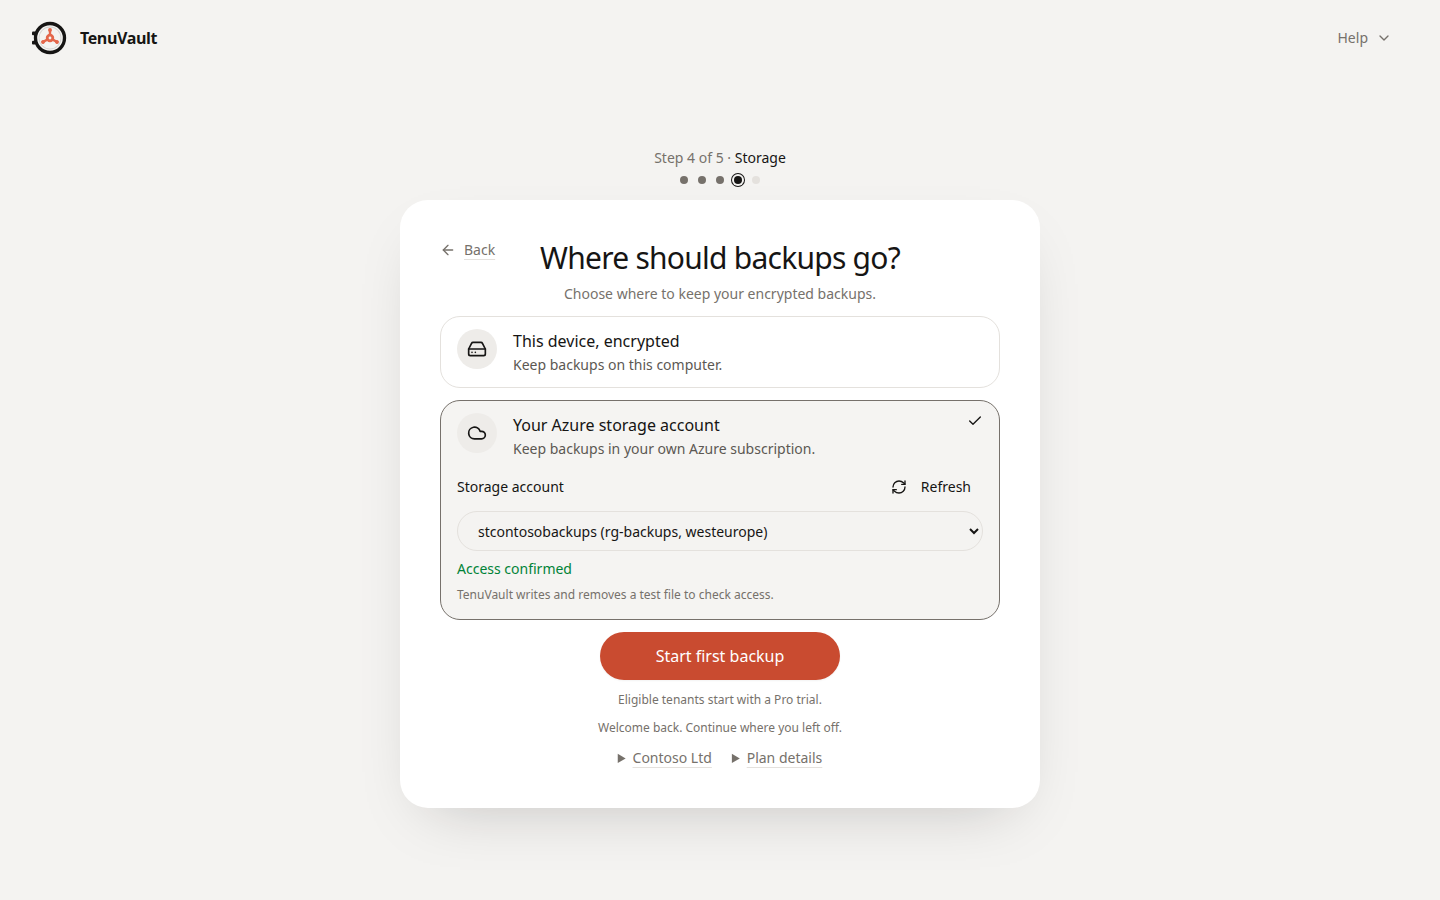 TenuVault
Help
Step 4 of 5 · Storage
Back
Where should backups go?
Choose where to keep your encrypted backups.
This device, encrypted
Keep backups on this computer.
Your Azure storage account
Keep backups in your own Azure subscription.
Storage account
Refresh
stcontosobackups (rg-backups, westeurope)
Access confirmed
TenuVault writes and removes a test file to check access.
Start first backup
Eligible tenants start with a Pro trial.
Welcome back. Continue where you left off.
Contoso Ltd
Plan details